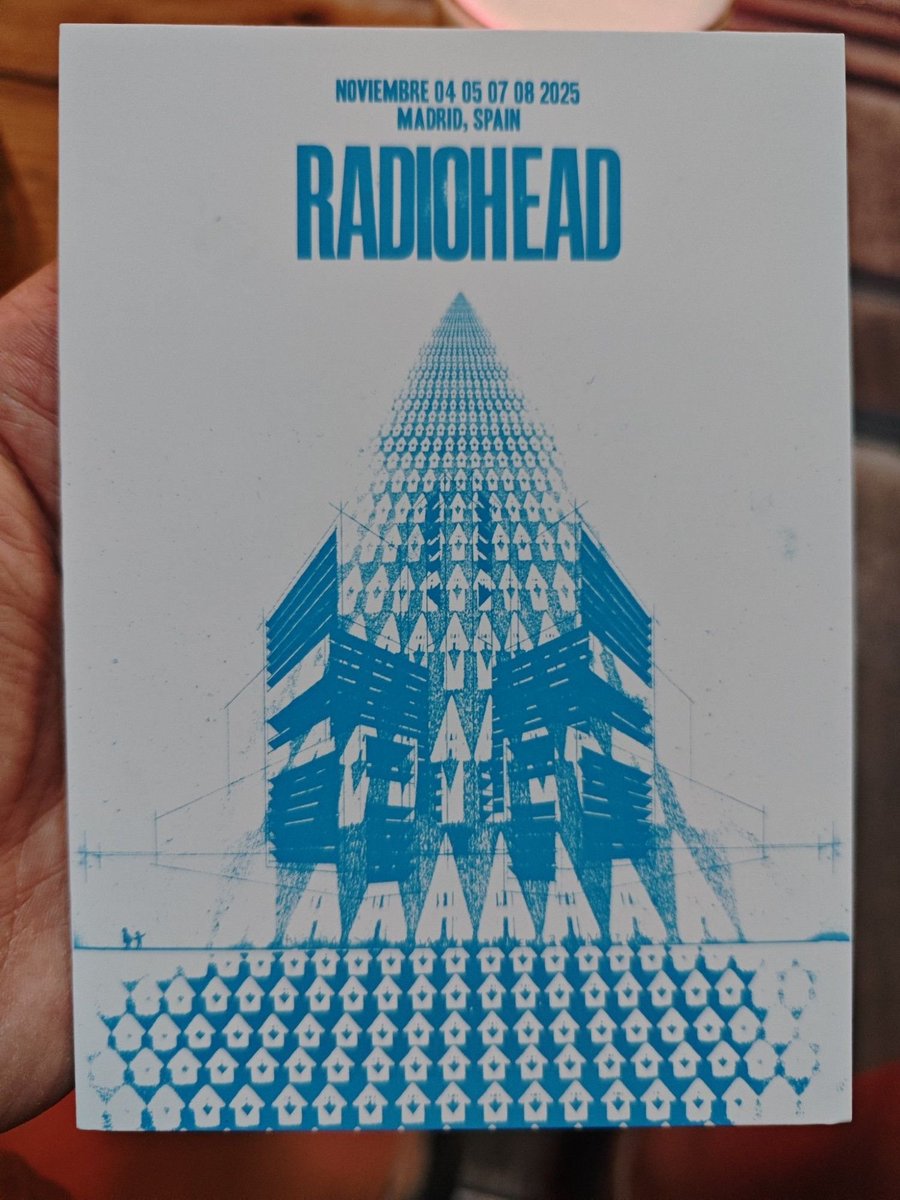 NOVIEMBRE 04 05 07 08 2025
MADRID, SPAIN
RADIOHEAD